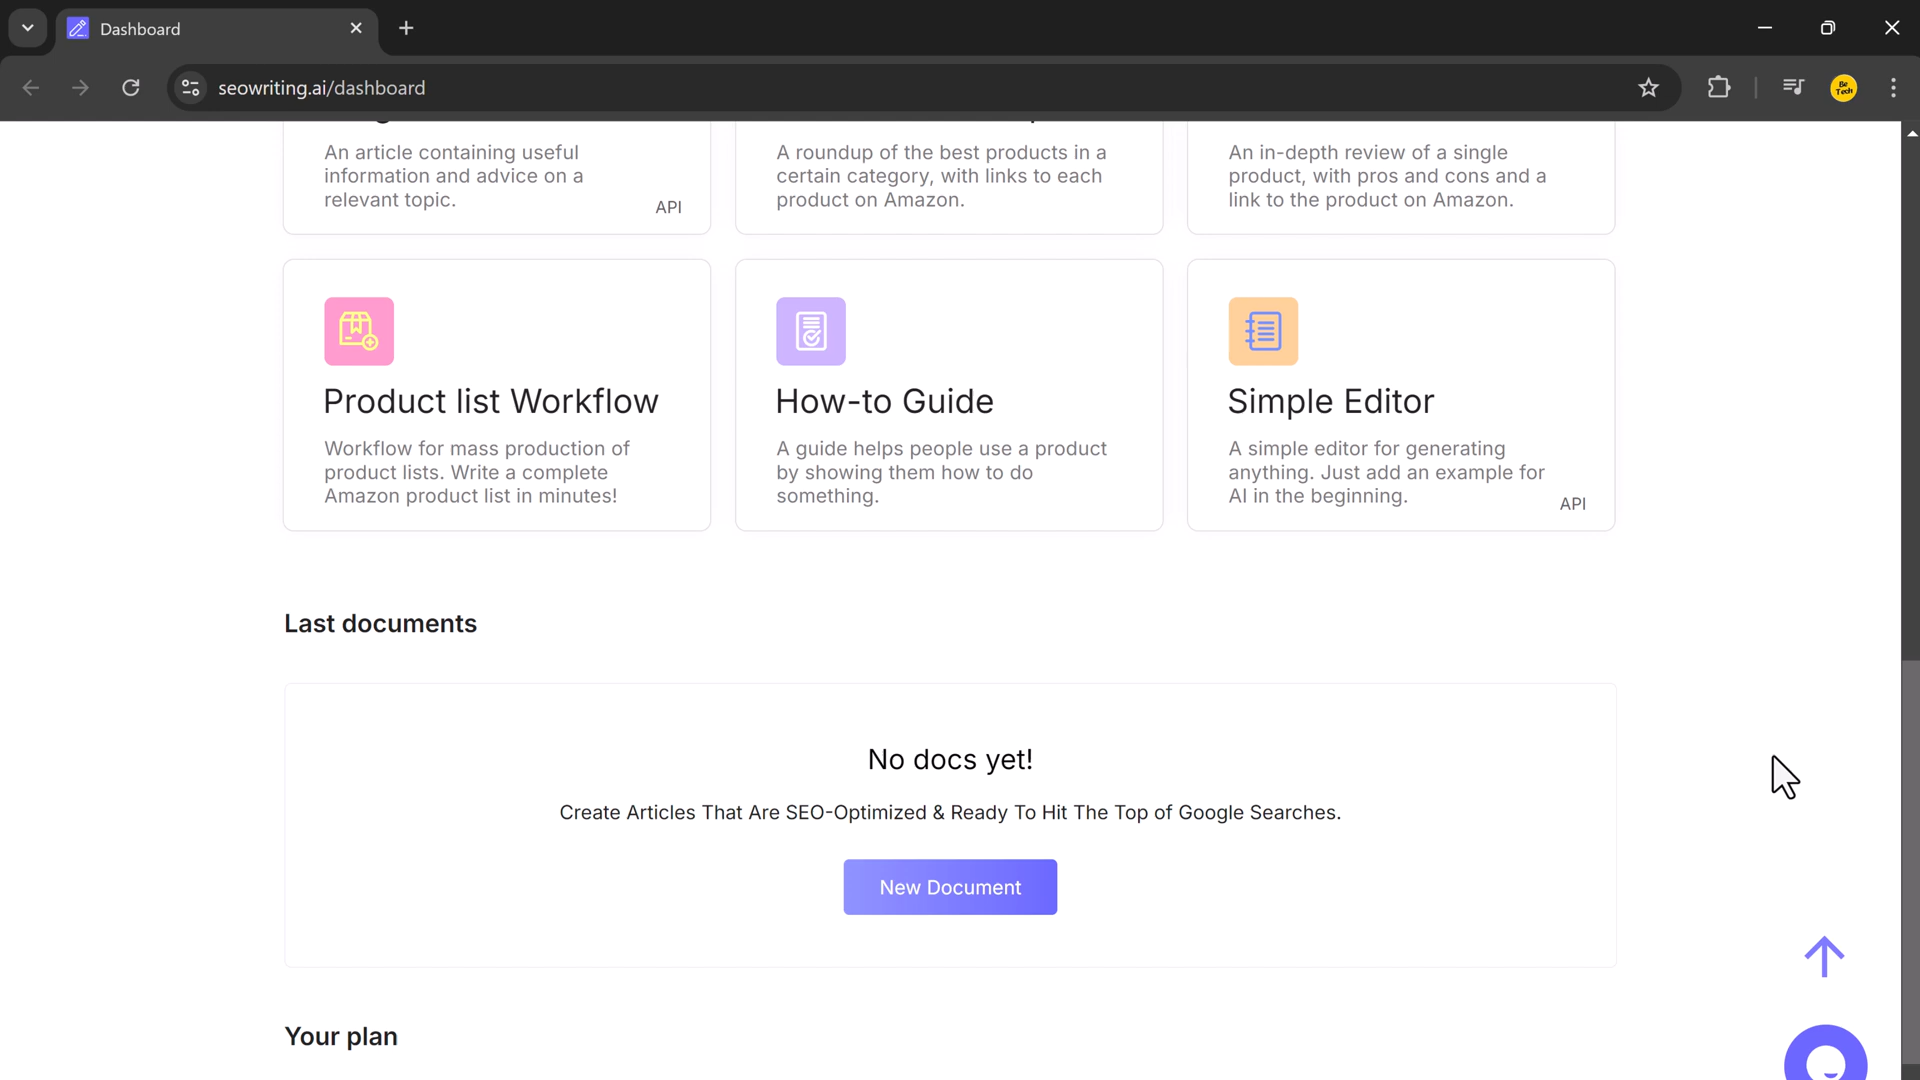 Dashboard
seowriting.ai/dashboard
Be
Tech
An article containing useful
information and advice on a
relevant topic.
API
A roundup of the best products in a
certain category, with links to each
product on Amazon.
An in-depth review of a single
product, with pros and cons and a
link to the product on Amazon.
Product list Workflow
Workflow for mass production of
product lists. Write a complete
Amazon product list in minutes!
How-to Guide
A guide helps people use a product
by showing them how to do
something.
Simple Editor
A simple editor for generating
anything. Just add an example for
AI in the beginning.
API
Last documents
No docs yet!
Create Articles That Are SEO-Optimized & Ready To Hit The Top of Google Searches.
New Document
Your plan